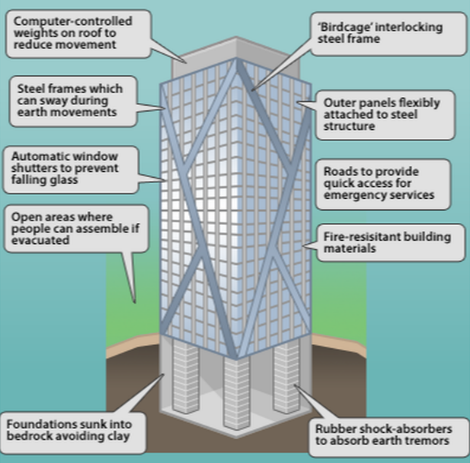 Computer-controlled
weights on roof to
reduce movement
'Birdcage' interlocking
steel frame
Steel frames which
can sway during
earth movements
Outer panels flexibly
attached to steel
structure
Automatic window
shutters to prevent
falling glass
Roads to provide
quick access for
emergency services
Open areas where
people can assemble if
evacuated
Fire-resisitant building
materials
Foundations sunk into
bedrock avoiding clay
Rubber shock-absorbers
to absorb earth tremors